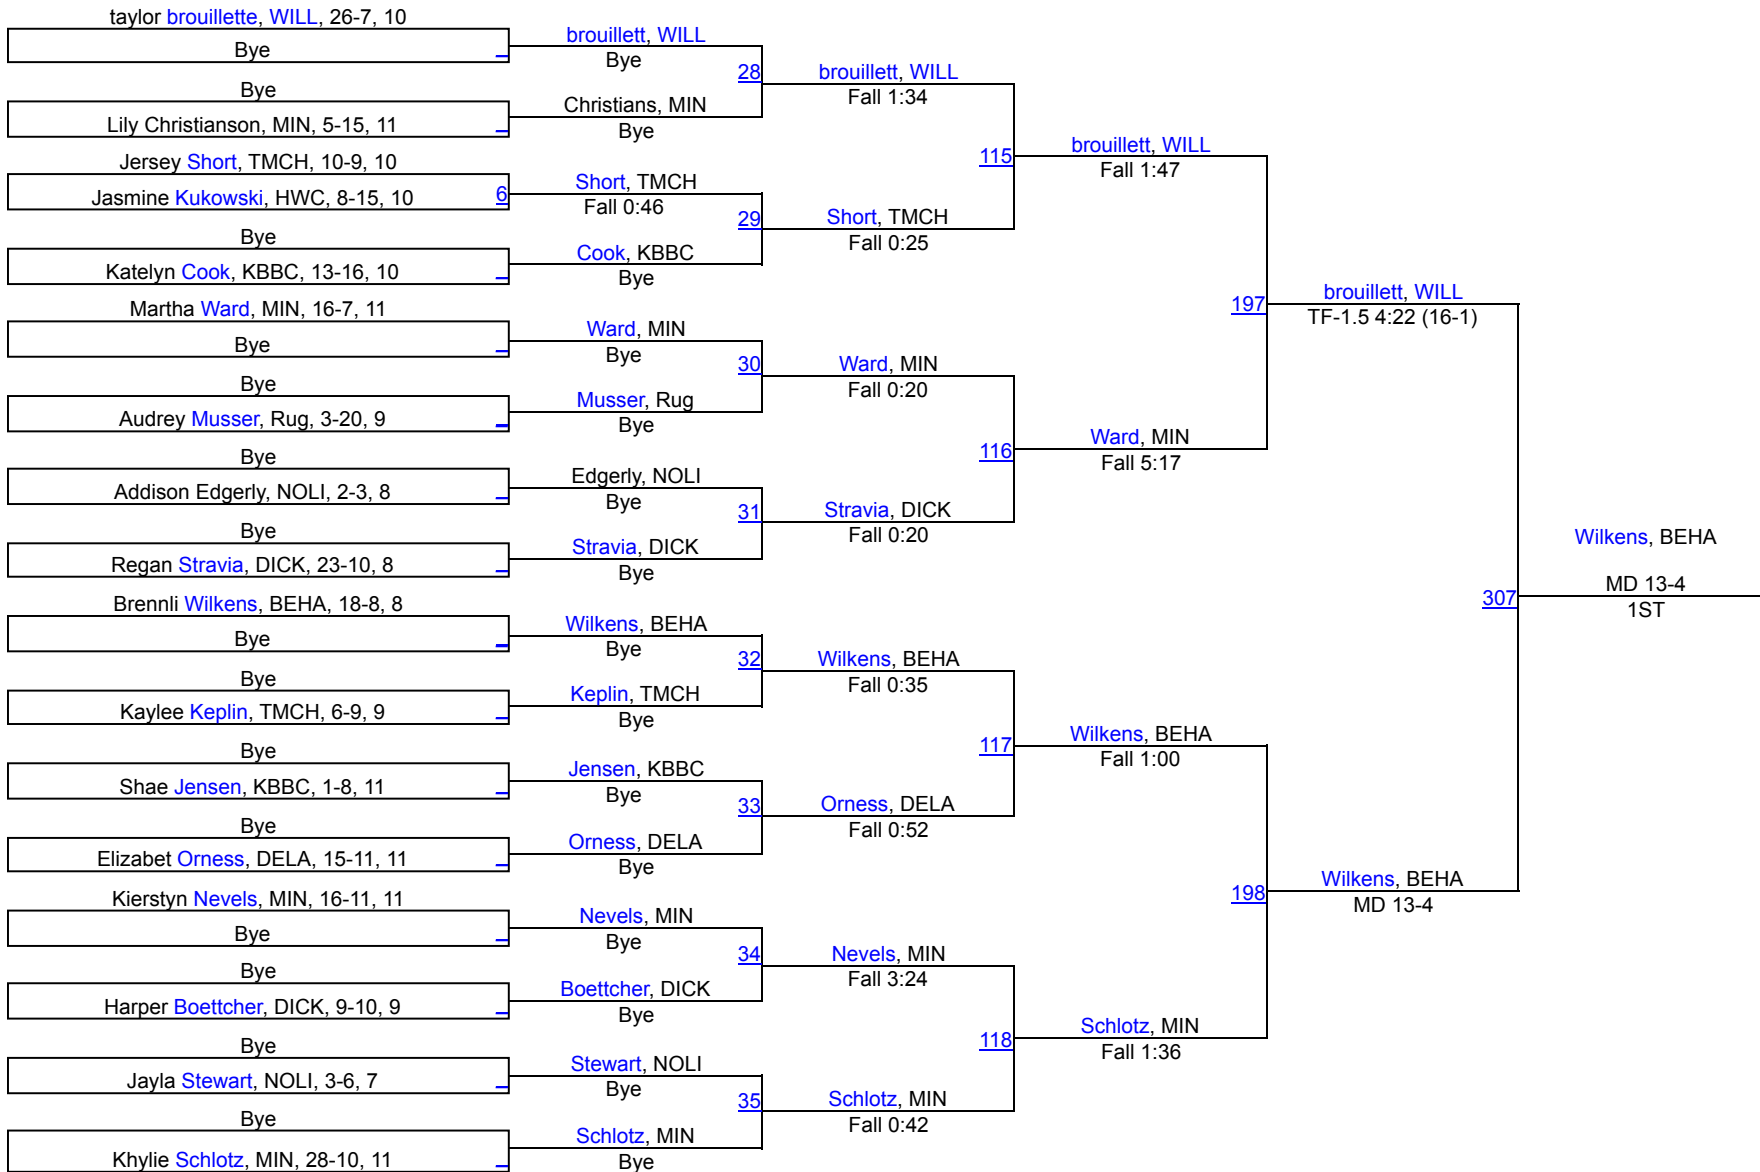 taylor brouillette, WILL, 26-7, 10
Bye
Bye
Lily Christianson, MIN, 5-15, 11
Jersey Short, TMCH, 10-9, 10
Jasmine Kukowski, HWC, 8-15, 10
6
Bye
Katelyn Cook, KBBC, 13-16, 10
Martha Ward, MIN, 16-7, 11
Bye
Bye
Audrey Musser, Rug, 3-20, 9
Bye
Addison Edgerly, NOLI, 2-3, 8
Bye
Regan Stravia, DICK, 23-10, 8
Brennli Wilkens, BEHA, 18-8, 8
Bye
Bye
Kaylee Keplin, TMCH, 6-9, 9
Bye
Shae Jensen, KBBC, 1-8, 11
Bye
Elizabet Orness, DELA, 15-11, 11
Kierstyn Nevels, MIN, 16-11, 11
Bye
Bye
Harper Boettcher, DICK, 9-10, 9
Bye
Jayla Stewart, NOLI, 3-6, 7
Bye
Khylie Schlotz, MIN, 28-10, 11
brouillett, WILL
Bye
28
Christians, MIN
Bye
Short, TMCH
Fall 0:46
29
Cook, KBBC
Bye
Ward, MIN
Bye
30
Musser, Rug
Bye
Edgerly, NOLI
Bye
31
Stravia, DICK
Bye
Wilkens, BEHA
Bye
32
Keplin, TMCH
Bye
Jensen, KBBC
Bye
33
Orness, DELA
Bye
Nevels, MIN
Bye
34
Boettcher, DICK
Bye
Stewart, NOLI
Bye
35
Schlotz, MIN
Bye
brouillett, WILL
Fall 1:34
115
Short, TMCH
Fall 0:25
Ward, MIN
Fall 0:20
116
Stravia, DICK
Fall 0:20
Wilkens, BEHA
Fall 0:35
117
Orness, DELA
Fall 0:52
Nevels, MIN
Fall 3:24
118
Schlotz, MIN
Fall 0:42
brouillett, WILL
Fall 1:47
197
Ward, MIN
Fall 5:17
Wilkens, BEHA
Fall 1:00
198
Schlotz, MIN
Fall 1:36
brouillett, WILL
TF-1.5 4:22 (16-1)
307
Wilkens, BEHA
MD 13-4
Wilkens, BEHA
MD 13-4
1ST